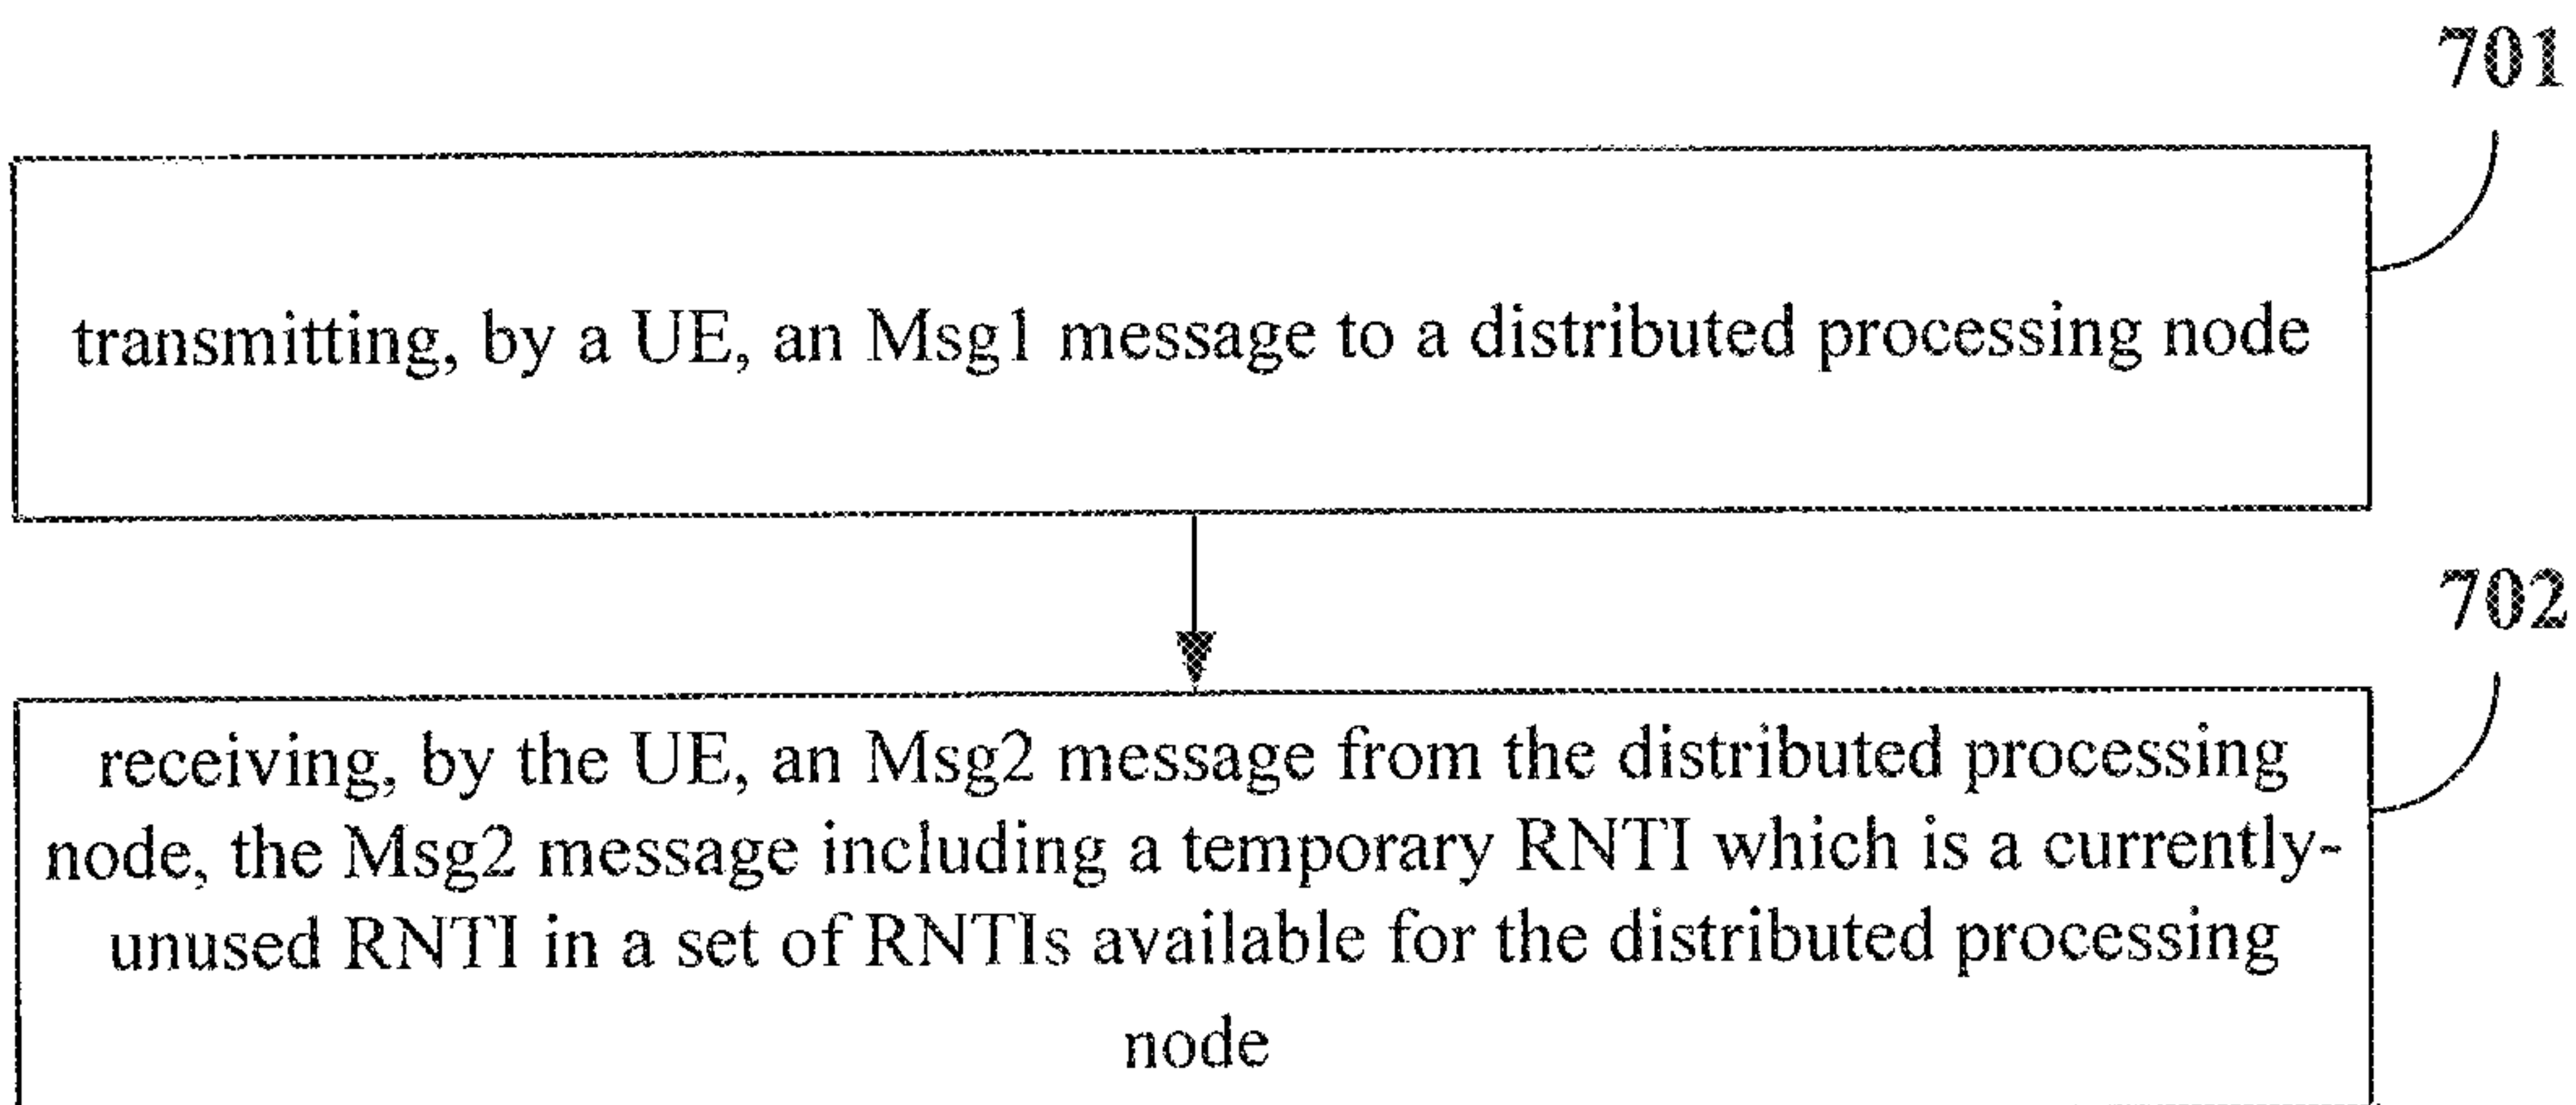 701
transmitting, by a UE, an Msg1 message to a distributed processing node
702
receiving, by the UE, an Msg2 message from the distributed processing
node, the Msg2 message including a temporary RNTI which is a currently-
unused RNTI in a set of RNTIs available for the distributed processing
node